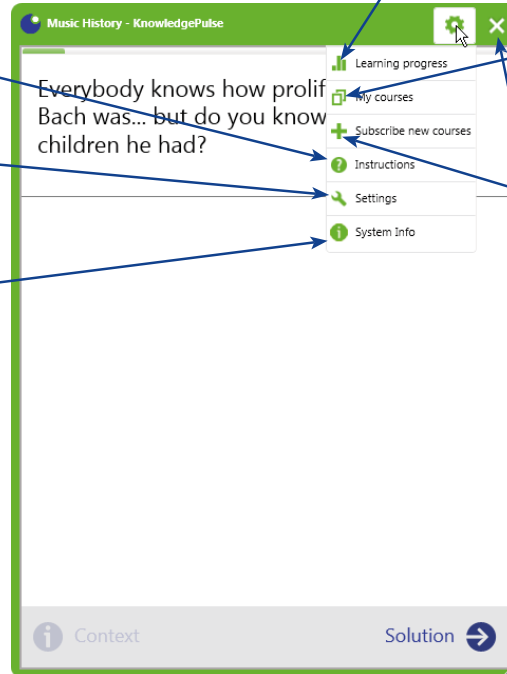 Music History - KnowledgePulse
Everybody knows how prolif
Bach was... but do you know
children he had?
Learning progress
My courses
Subscribe new courses
Instructions
Settings
System Info
Context
Solution